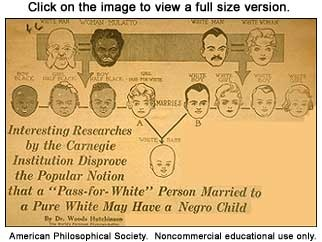 Click on the image to view a full size version.
WHITE MAN
WOMAN-MULATTO
WHITE MAN
WHITE WOMAN
BOY
BLACK
GIRL
HALF BLACK
BOY
HALF BLACK
GIRL
PASS FOR WHITE
MARRIES
WHITE
BOY
WHITE
GIRL
WHITE
A
B
WHITE BABY
Interesting Researches
by the Carnegie
Institution Disprove
the Popular Notion
that a "Pass-for-White" Person Married to
a Pure White May Have a Negro Child
By Dr. Woods Hutchinson
American Philosophical Society. Noncommercial educational use only.